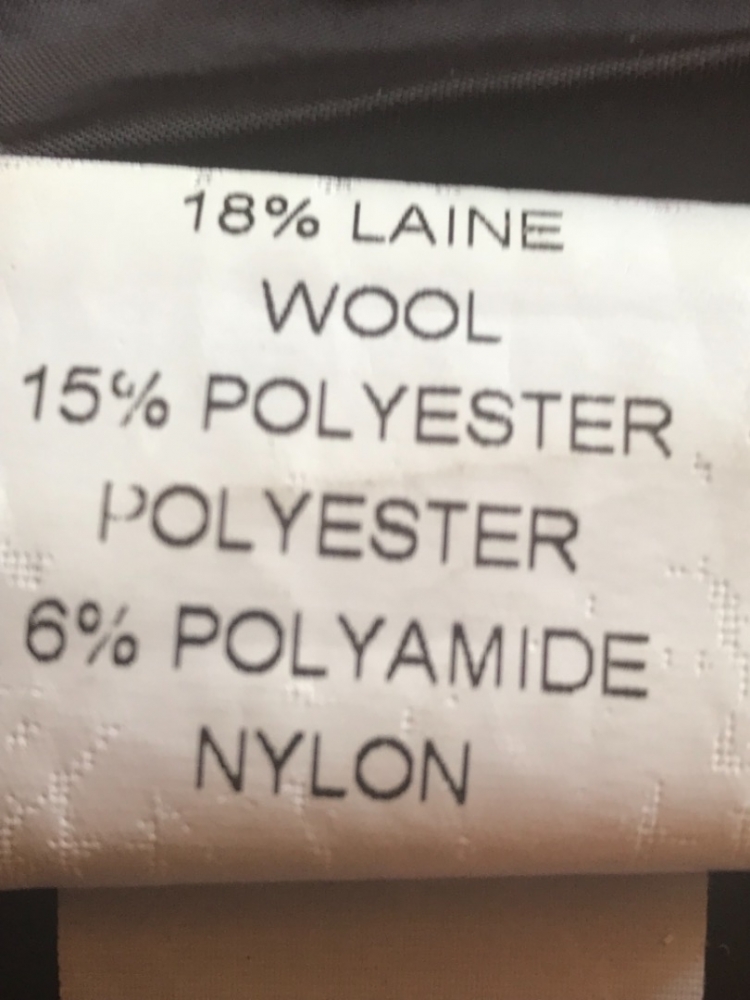 18% LAINE
WOOL
15% POLYESTER
POLYESTER
6% POLYAMIDE
NYLON